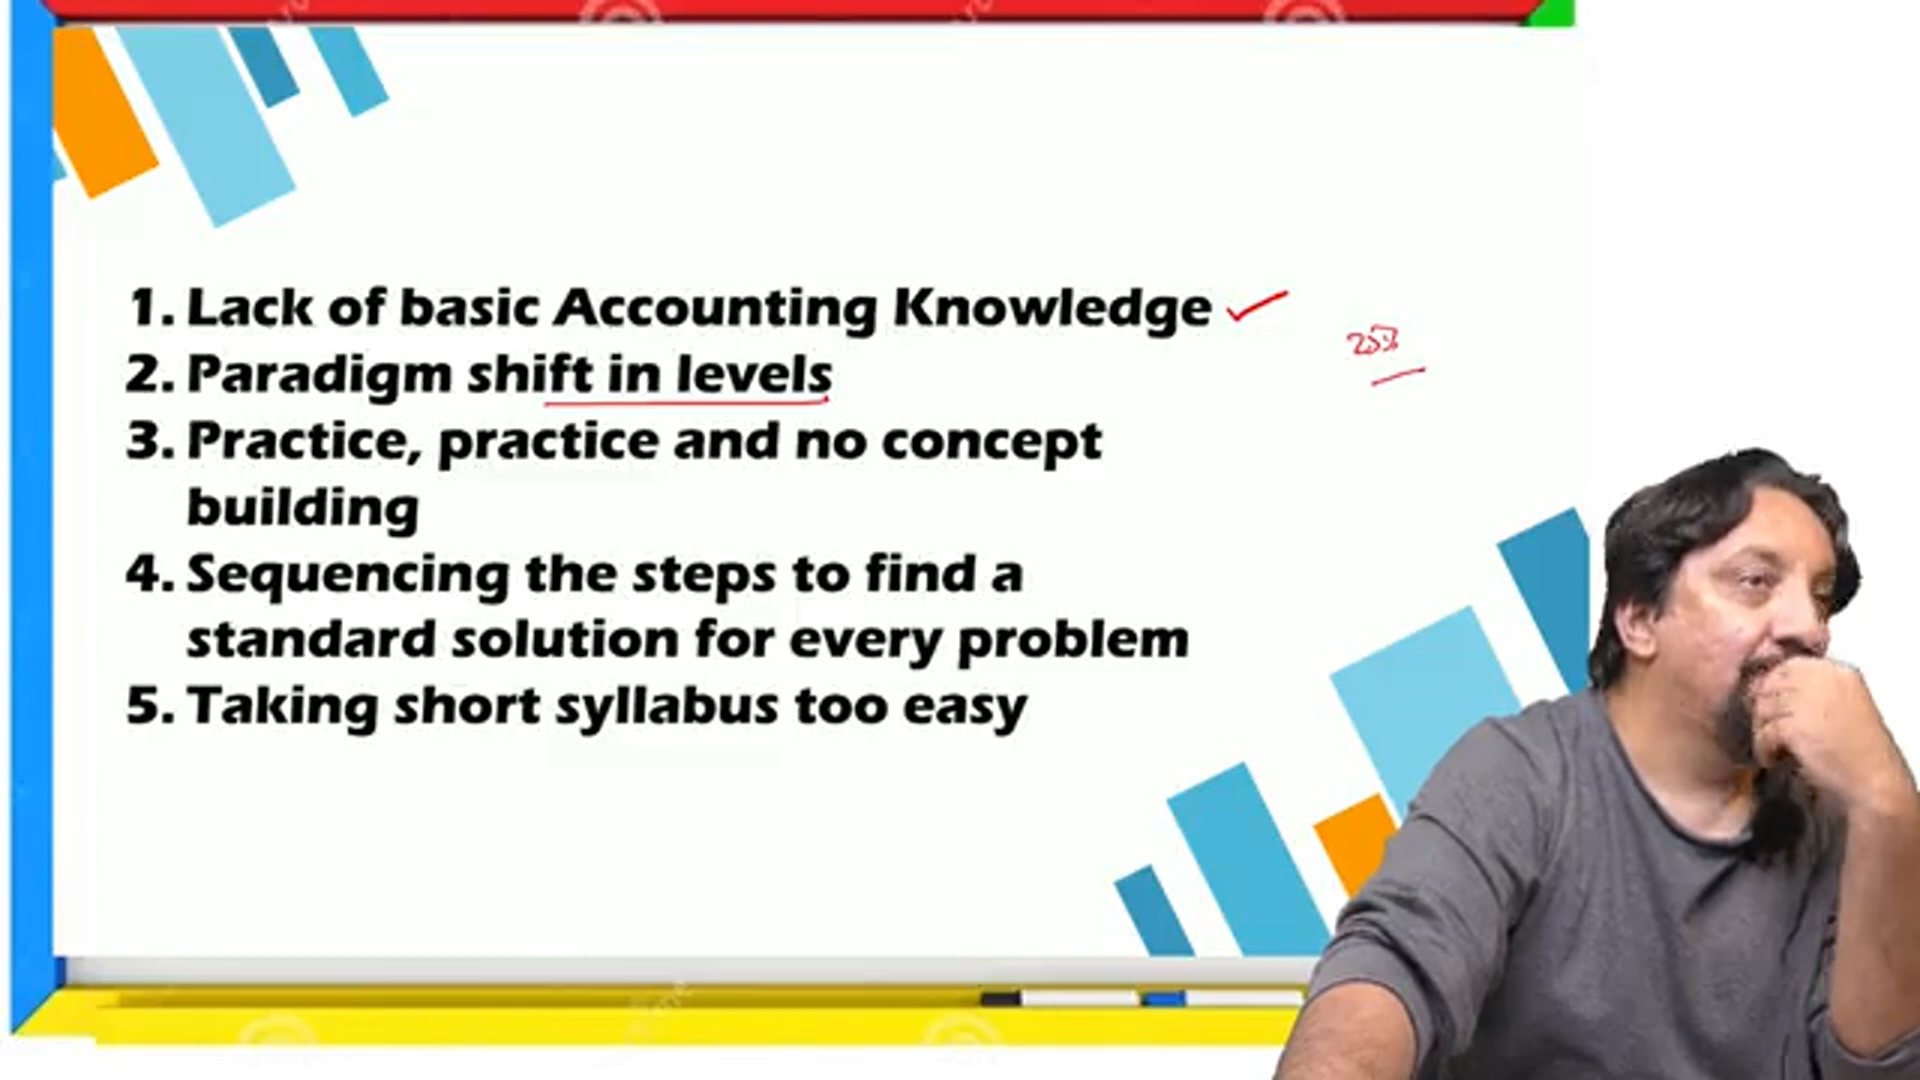 1. Lack of basic Accounting Knowledge
2. Paradigm shift in levels
3. Practice, practice and no concept
building
4. Sequencing the steps to find a
standard solution for every problem
5. Taking short syllabus too easy